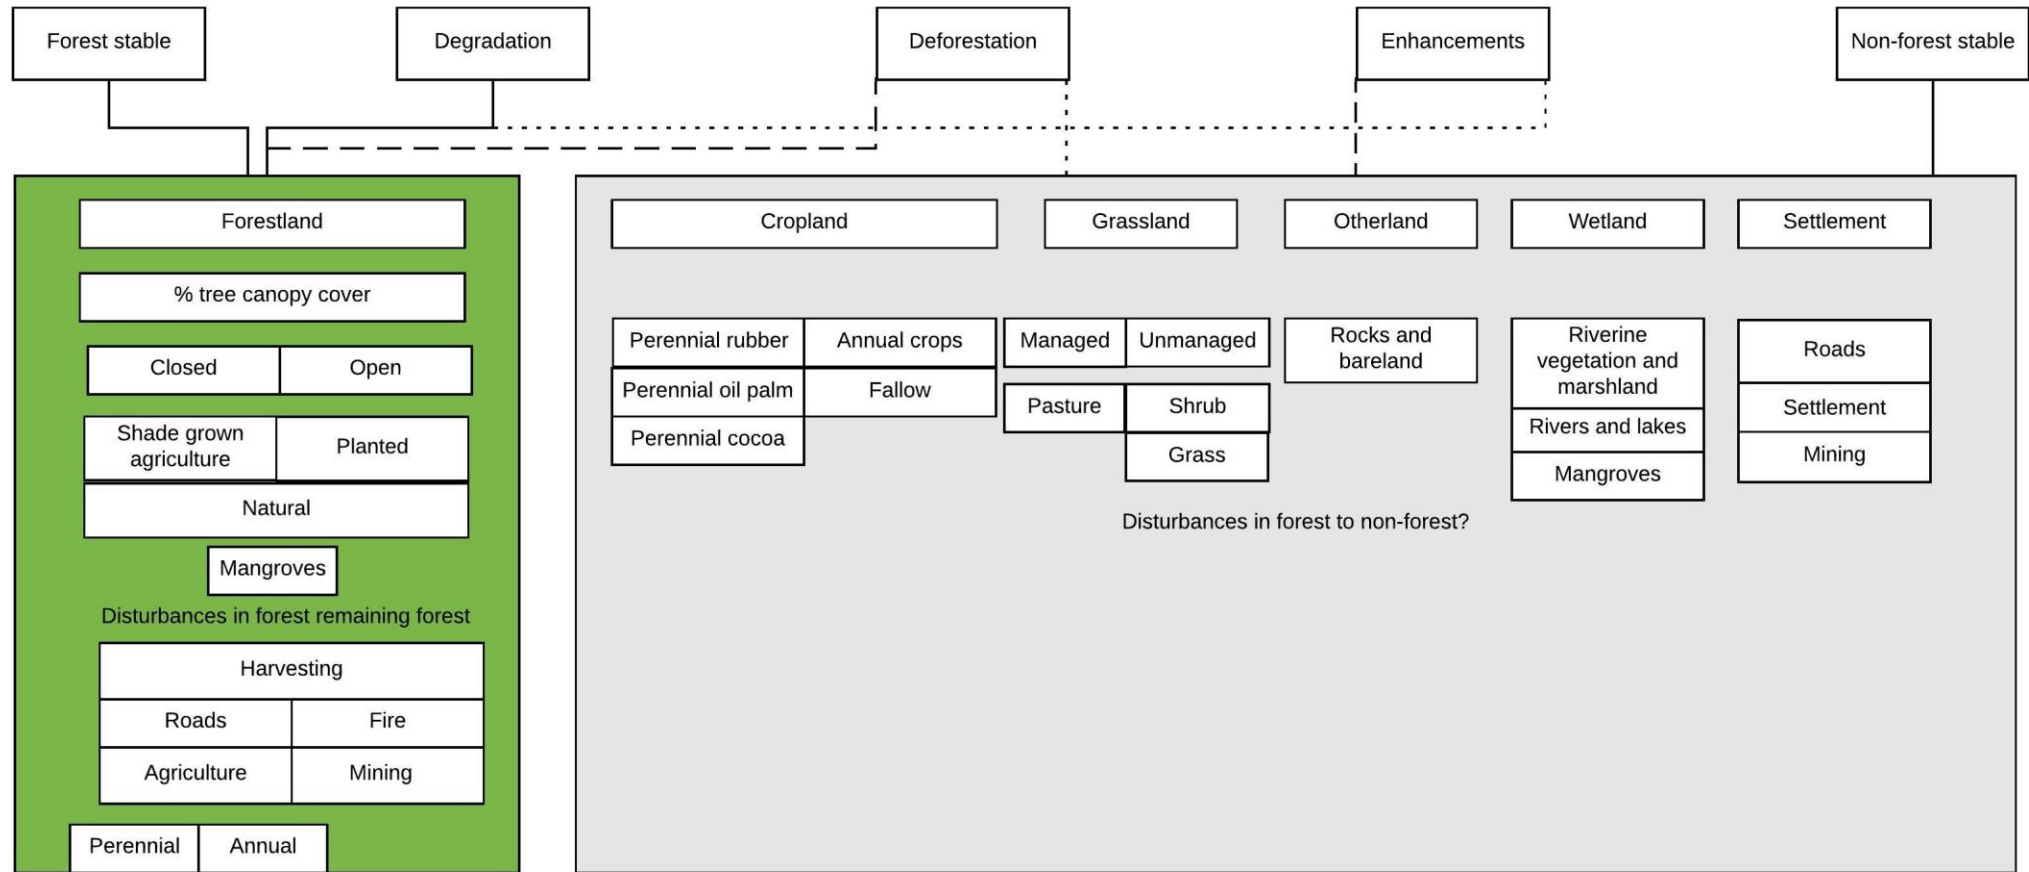 Forest stable
Degradation
Deforestation
Enhancements
Non-forest stable
Forestland
% tree canopy cover
Closed
Open
Shade grown
agriculture
Planted
Natural
Mangroves
Disturbances in forest remaining forest
Harvesting
Roads
Fire
Agriculture
Mining
Perennial
Annual
Cropland
Grassland
Otherland
Wetland
Settlement
Perennial rubber
Annual crops
Perennial oil palm
Fallow
Perennial cocoa
Managed
Unmanaged
Pasture
Shrub
Grass
Rocks and
bareland
Riverine
vegetation and
marshland
Rivers and lakes
Mangroves
Roads
Settlement
Mining
Disturbances in forest to non-forest?